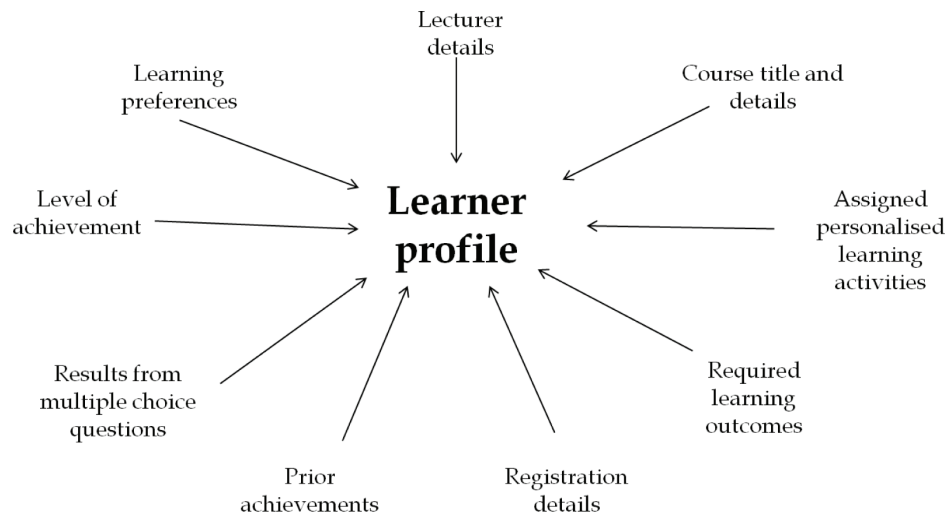 Lecturer
details
Learning
preferences
Course title and
details
Learner
profile
Level of
achievement
Assigned
personalised
learning
activities
Results from
multiple choice
questions
Required
learning
outcomes
Prior
achievements
Registration
details